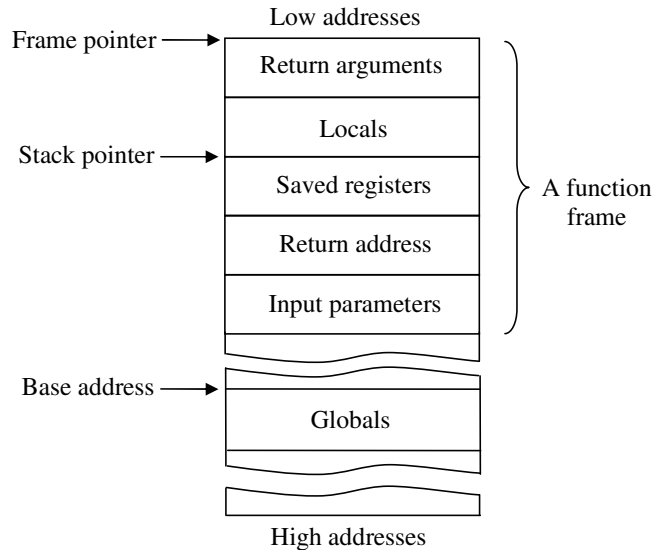 Low addresses
Frame pointer
Return arguments
Locals
Stack pointer
Saved registers
A function
frame
Return address
Input parameters
Base address
Globals
High addresses